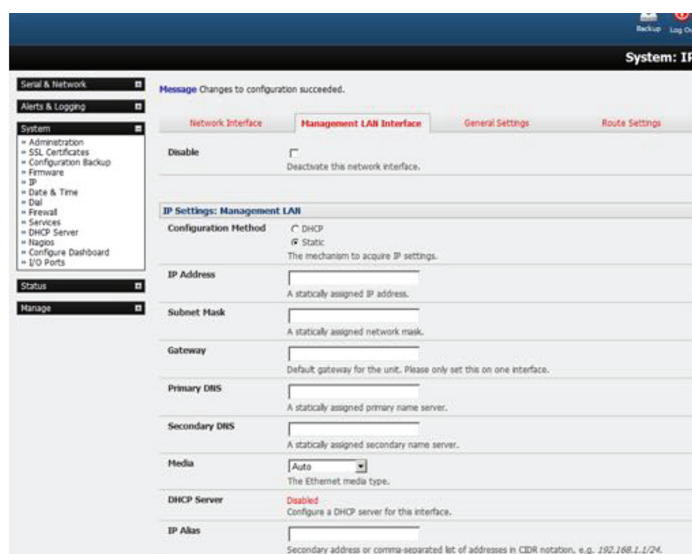 Backup Log Ou
System: IP
Serial & Network
Alerts & Logging
System
Administration
SSL Certificates
Configuration Backup
Firmware
IP
Date & Time
Dial
Firewall
Services
DHCP Server
Nagios
Configure Dashboard
I/O Ports
Status
Manage
Message Changes to configuration succeeded.
Network Interface Management LAN Interface General Settings Route Settings
Disable
Deactivate this network interface.
IP Settings: Management LAN
Configuration Method DHCP
Static
The mechanism to acquire IP settings.
IP Address
A statically assigned IP address.
Subnet Mask
A statically assigned network mask.
Gateway
Default gateway for the unit. Please only set this on one interface.
Primary DNS
A statically assigned primary name server.
Secondary DNS
A statically assigned secondary name server.
Media Auto
The Ethernet media type.
DHCP Server Disabled
Configure a DHCP server for this interface.
IP Alias
Secondary address or comma-separated list of addresses in CIDR notation, e.g. 192.168.1.1/24.